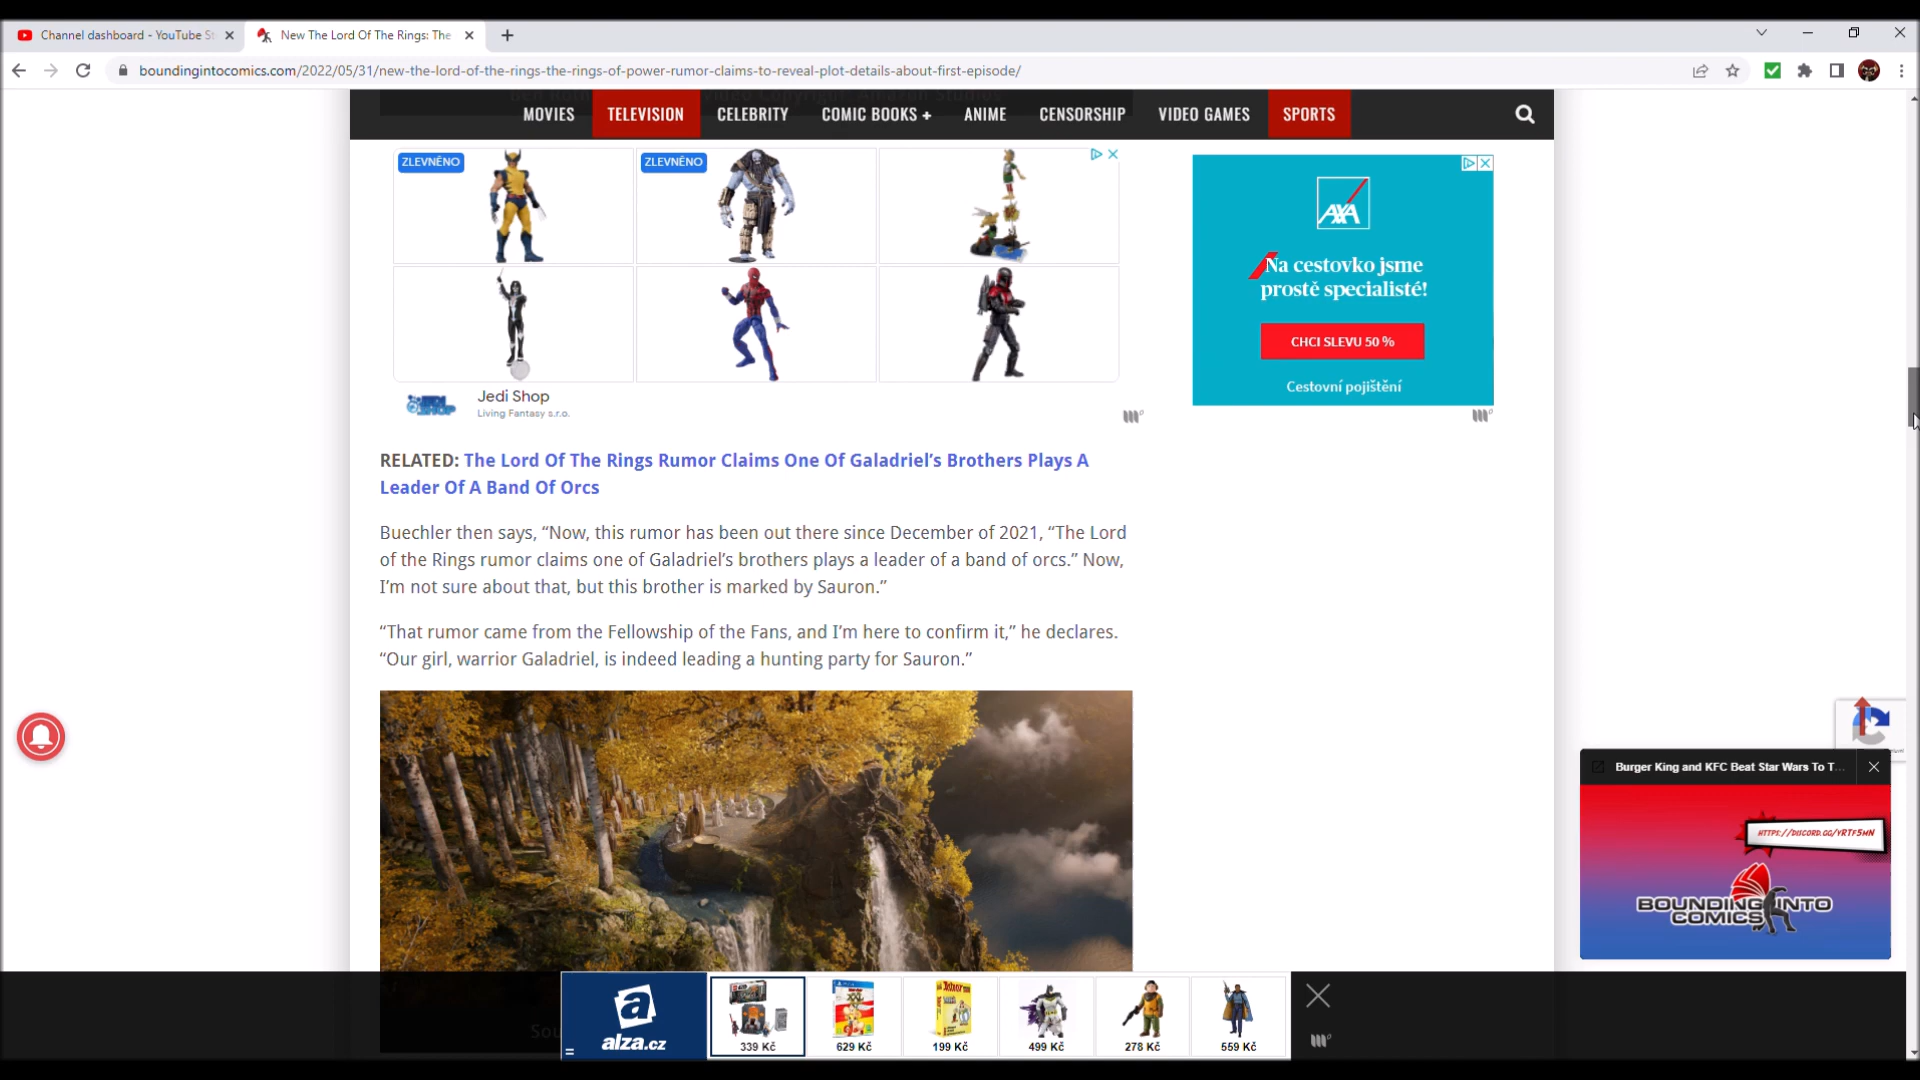 Channel dashboard - YouTube St
New The Lord Of The Rings: The
boundingintocomics.com/2022/05/31/new-the-lord-of-the-rings-the-rings-of-power-rumor-claims-to-reveal-plot-details-about-first-episode/
MOVIES TELEVISION CELEBRITY COMIC BOOKS + ANIME CENSORSHIP VIDEO GAMES SPORTS
ZLEVNĚNO
ZLEVNĚNO
Jedi Shop
Living Fantasy s.r.o.
AXA
Na cestovko jsme
prostě specialisté!
CHCI SLEVU 50 %
Cestovní pojištění
RELATED: The Lord Of The Rings Rumor Claims One Of Galadriel’s Brothers Plays A
Leader Of A Band Of Orcs
Buechler then says, “Now, this rumor has been out there since December of 2021, “The Lord
of the Rings rumor claims one of Galadriel’s brothers plays a leader of a band of orcs.” Now,
I’m not sure about that, but this brother is marked by Sauron.”
“That rumor came from the Fellowship of the Fans, and I’m here to confirm it,” he declares.
“Our girl, warrior Galadriel, is indeed leading a hunting party for Sauron.”
Burger King and KFC Beat Star Wars To T...
HTTPS://DISCORD.GG/YRTF5MN
BOUNDING INTO
COMICS
Sou
alza.cz
339 Kč
629 Kč
199 Kč
499 Kč
278 Kč
559 Kč